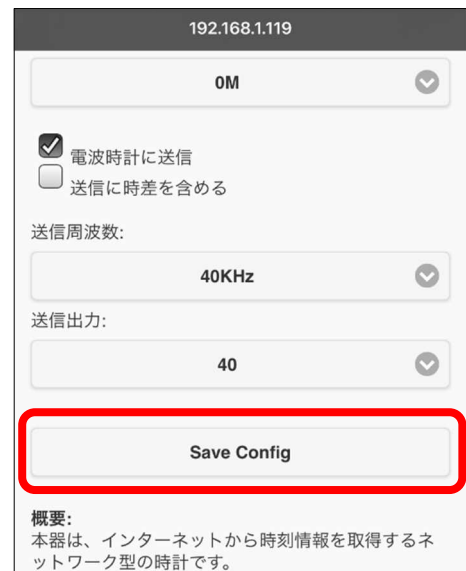 192.168.1.119
0M
電波時計に送信
送信に時差を含める
送信周波数:
40KHz
送信出力:
40
Save Config
概要:
本器は、インターネットから時刻情報を取得するネ
ットワーク型の時計です。